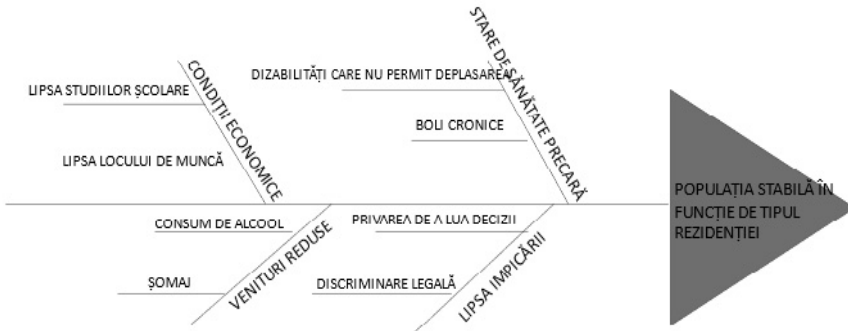 STARE DE SĂNĂTATE PRECARĂ
CONDIȚII ECONOMICE
DIZABILITĂȚI CARE NU PERMIT DEPLASAREA
LIPSA STUDIILOR ȘCOLARE
BOLI CRONICE
LIPSA LOCULUI DE MUNCĂ
POPULAȚIA STABILĂ ÎN
FUNCȚIE DE TIPUL
REZIDENȚIEI
CONSUM DE ALCOOL
PRIVAREA DE A LUA DECIZII
VENITURI REDUSE
LIPSA IMPICĂRII
ȘOMAJ
DISCRIMINARE LEGALĂ